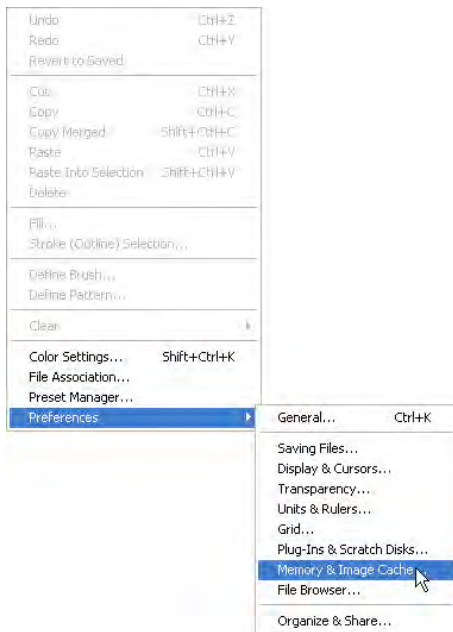 Undo Ctrl+Z
Redo Ctrl+Y
Revert to Saved
Cut Ctrl+X
Copy Ctrl+C
Copy Merged Shift+Ctrl+C
Paste Ctrl+V
Paste Into Selection Shift+Ctrl+V
Delete
Fill...
Stroke (Outline) Selection...
Define Brush...
Define Pattern...
Clear
Color Settings... Shift+Ctrl+K
File Association...
Preset Manager...
Preferences
General... Ctrl+K
Saving Files...
Display & Cursors...
Transparency...
Units & Rulers...
Grid...
Plug-Ins & Scratch Disks...
Memory & Image Cache...
File Browser...
Organize & Share...